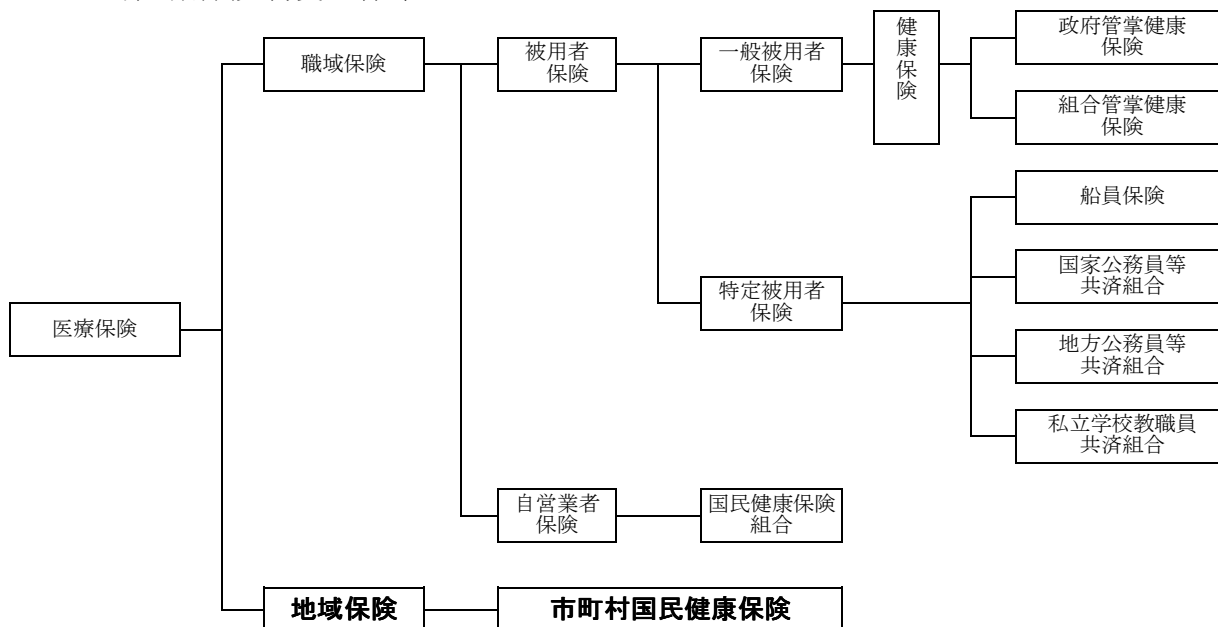 健康保険
政府管掌健康
保険
職域保険
被用者
保険
一般被用者
保険
組合管掌健康
保険
船員保険
国家公務員等
共済組合
特定被用者
保険
医療保険
地方公務員等
共済組合
私立学校教職員
共済組合
自営業者
保険
国民健康保険
組合
地域保険
市町村国民健康保険